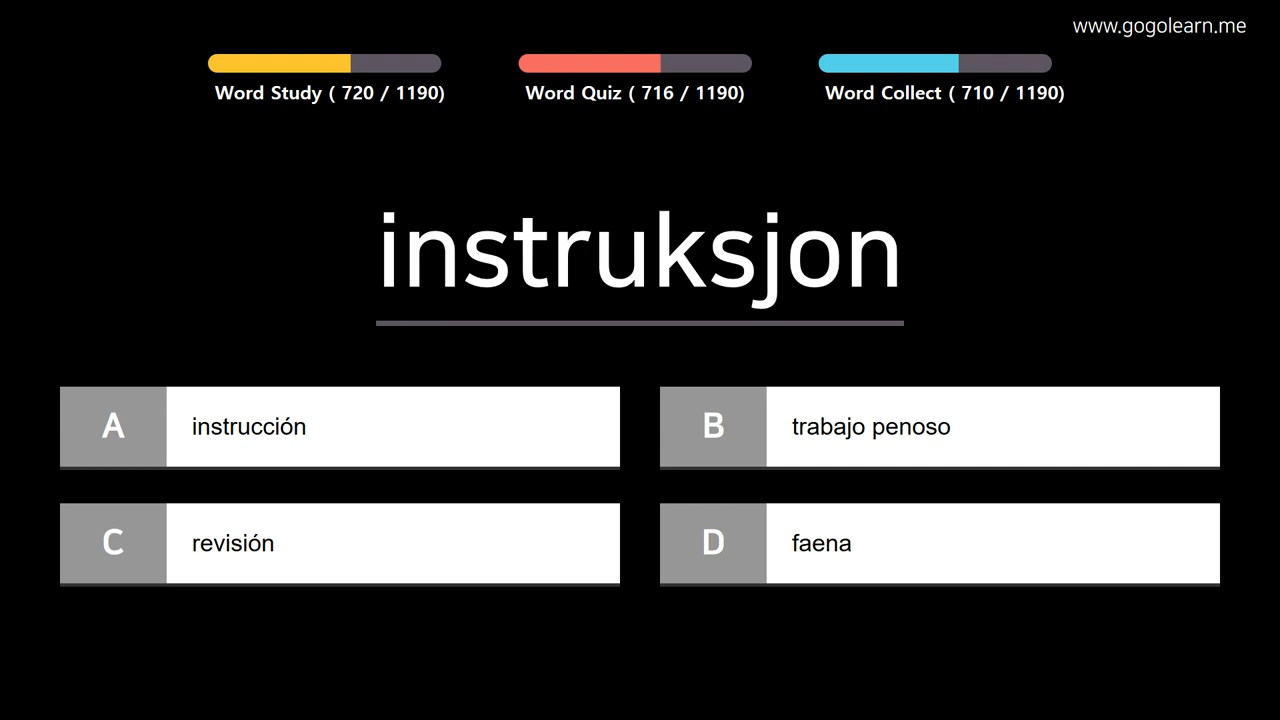 www.gogolearn.me
Word Study ( 720 / 1190)
Word Quiz ( 716 / 1190)
Word Collect ( 710 / 1190)
instruksjon
A instrucción
B trabajo penoso
C revisión
D faena